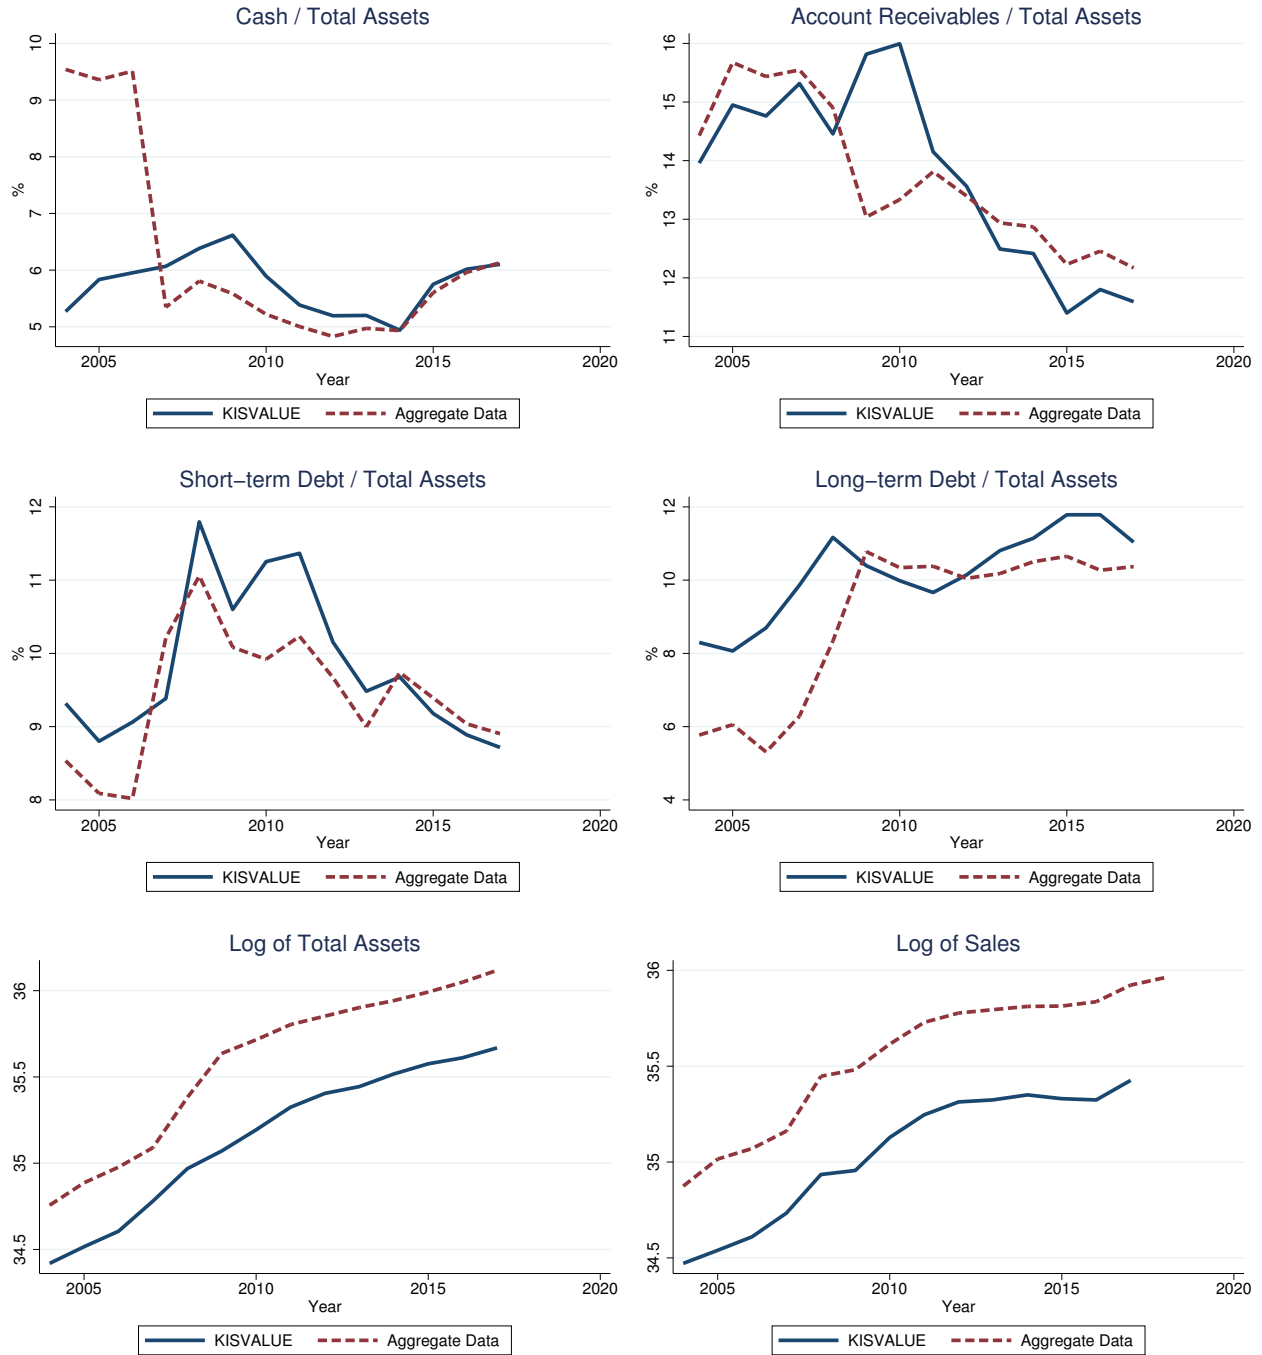 Cash / Total Assets
10
9
8
7
6
5
%
2005 2010 2015 2020
Year
KISVALUE Aggregate Data
Account Receivables / Total Assets
16
15
14
13
12
11
%
2005 2010 2015 2020
Year
KISVALUE Aggregate Data
Short−term Debt / Total Assets
12
11
10
9
8
%
2005 2010 2015 2020
Year
KISVALUE Aggregate Data
Long−term Debt / Total Assets
12
10
8
6
4
%
2005 2010 2015 2020
Year
KISVALUE Aggregate Data
Log of Total Assets
36
35.5
35
34.5
2005 2010 2015 2020
Year
KISVALUE Aggregate Data
Log of Sales
36
35.5
35
34.5
2005 2010 2015 2020
Year
KISVALUE Aggregate Data